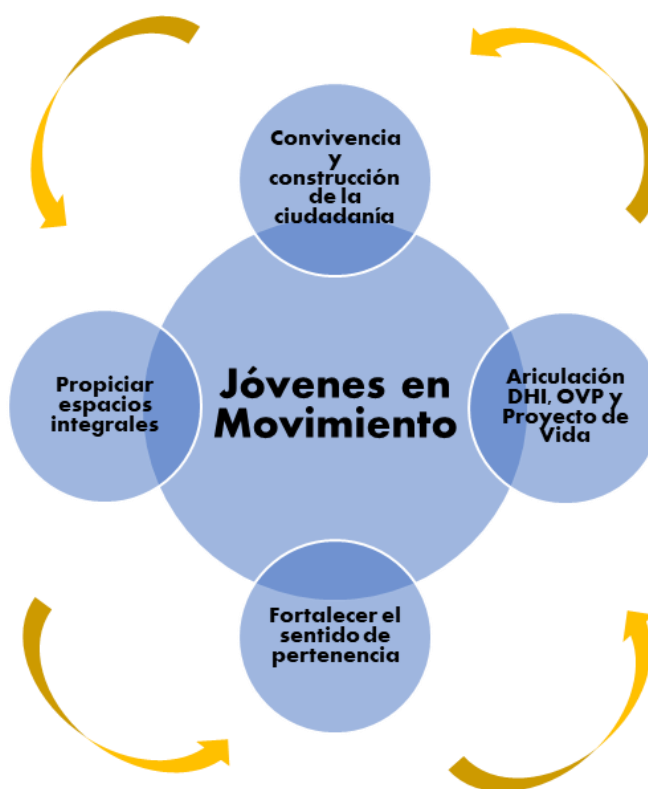 Convivencia
y
construcción
de la
ciudadanía
Propiciar
espacios
integrales
Jóvenes en
Movimiento
Ariculación
DHI, OVP y
Proyecto de
Vida
Fortalecer el
sentido de
pertenencia